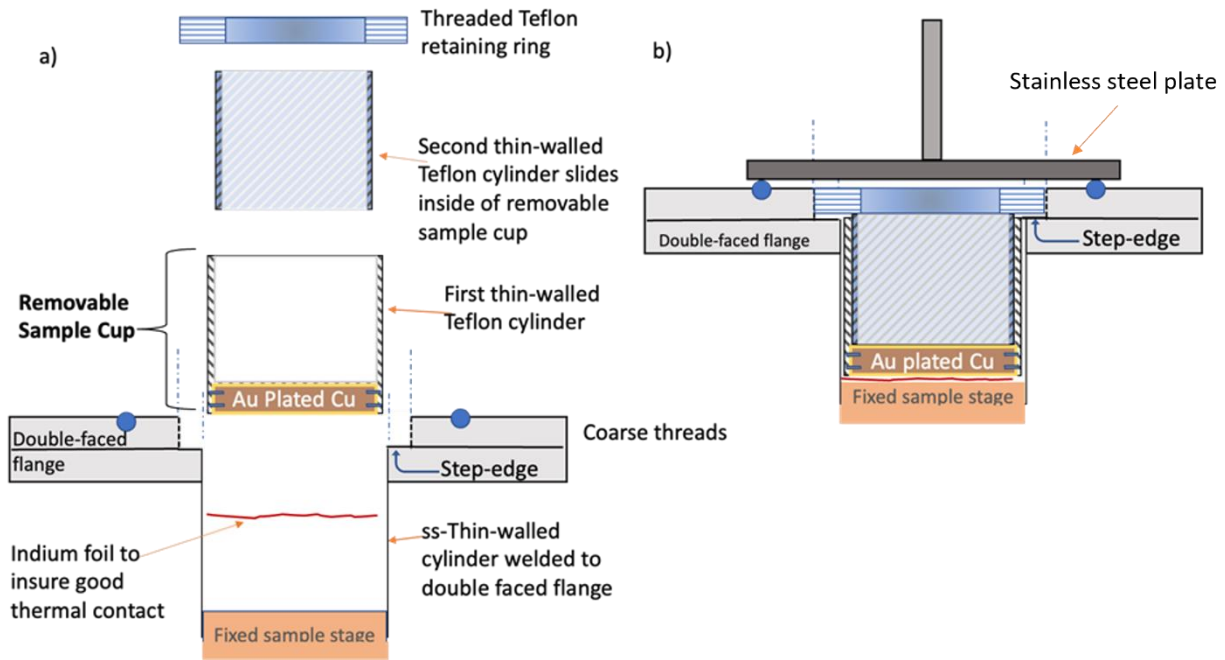 a)
Threaded Teflon
retaining ring
Second thin-walled
Teflon cylinder slides
inside of removable
sample cup
Removable
Sample Cup
First thin-walled
Teflon cylinder
Au Plated Cu
Double-faced
flange
Coarse threads
Step-edge
Indium foil to
insure good
thermal contact
ss-Thin-walled
cylinder welded to
double faced flange
Fixed sample stage
b)
Stainless steel plate
Double-faced flange
Step-edge
Au plated Cu
Fixed sample stage